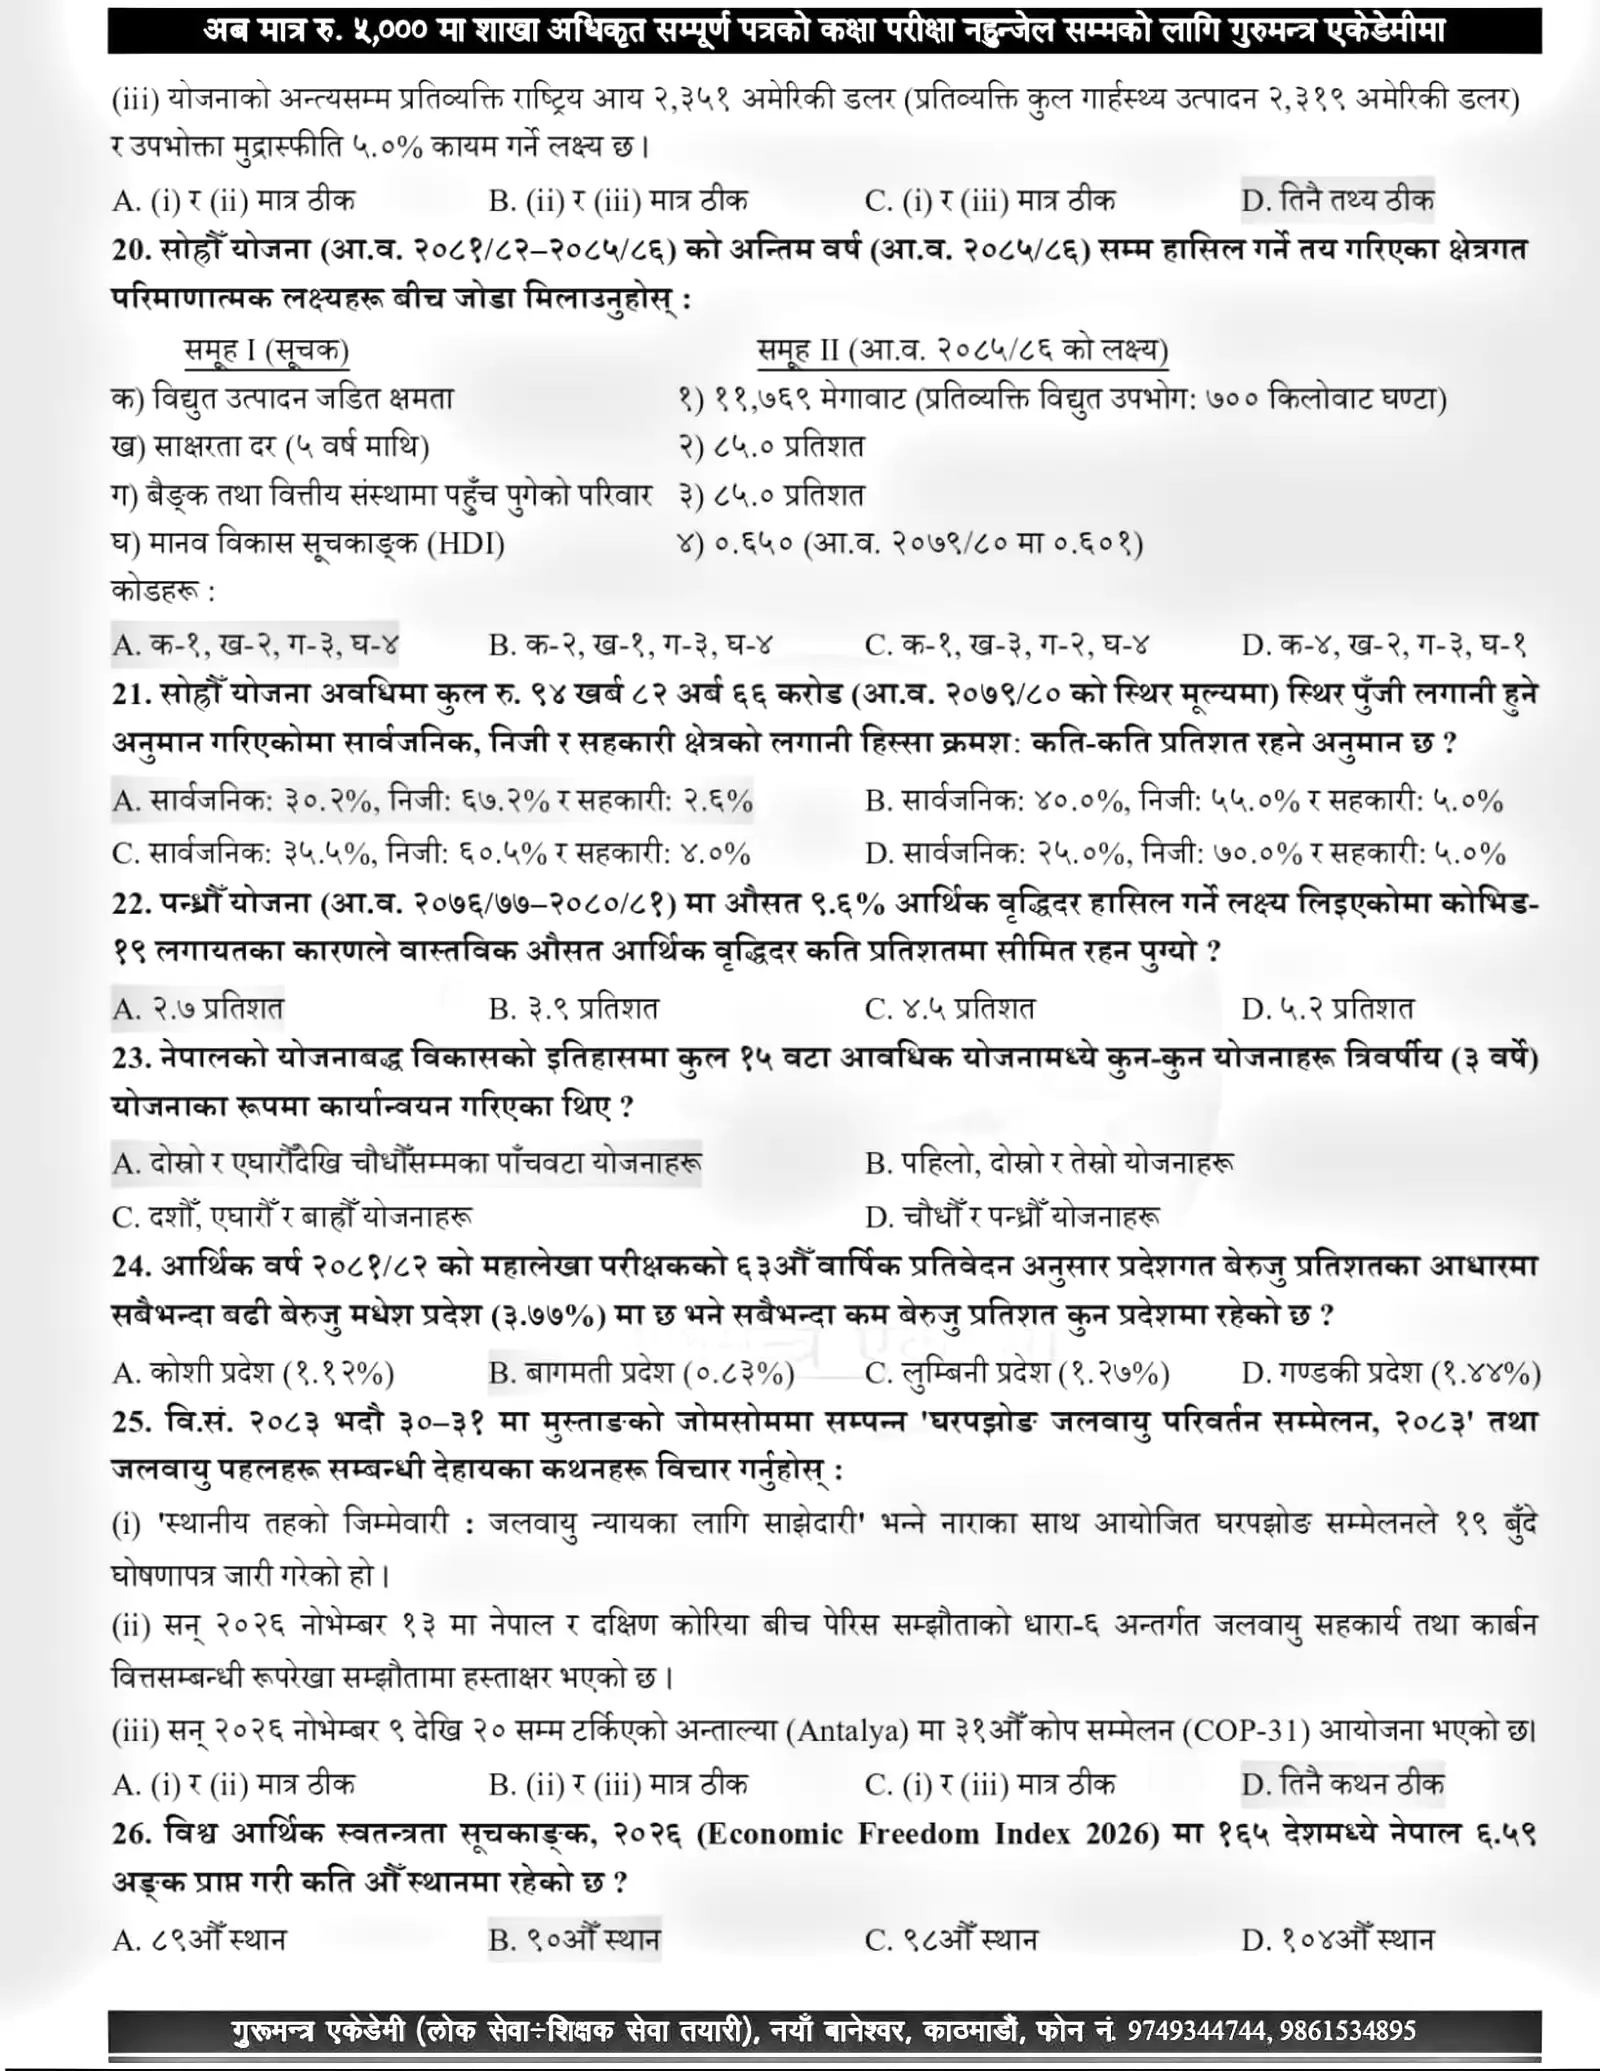 अब मात्र रु. ५,००० मा शाखा अधिकृत सम्पूर्ण पत्रको कक्षा परीक्षा नहुन्जेल सम्मको लागि गुरुमन्त्र एकेडेमीमा
(iii) योजनाको अन्त्यसम्म प्रतिव्यक्ति राष्ट्रिय आय २,३५१ अमेरिकी डलर (प्रतिव्यक्ति कुल गार्हस्थ्य उत्पादन २,३१९ अमेरिकी डलर)
र उपभोक्ता मुद्रास्फीति ५.०% कायम गर्ने लक्ष्य छ।
A. (i) र (ii) मात्र ठीक B. (ii) र (iii) मात्र ठीक C. (i) र (iii) मात्र ठीक D. तिनै तथ्य ठीक
20. सोह्रौँ योजना (आ.व. २०८१/८२–२०८५/८६) को अन्तिम वर्ष (आ.व. २०८५/८६) सम्म हासिल गर्ने तय गरिएका क्षेत्रगत
परिमाणात्मक लक्ष्यहरू बीच जोडा मिलाउनुहोस् :
समूह I (सूचक) समूह II (आ.व. २०८५/८६ को लक्ष्य)
क) विद्युत उत्पादन जडित क्षमता १) ११,७६९ मेगावाट (प्रतिव्यक्ति विद्युत उपभोग: ७०० किलोवाट घण्टा)
ख) साक्षरता दर (५ वर्ष माथि) २) ८५.० प्रतिशत
ग) बैङ्क तथा वित्तीय संस्थामा पहुँच पुगेको परिवार ३) ८५.० प्रतिशत
घ) मानव विकास सूचकाङ्क (HDI) ४) ०.६५० (आ.व. २०७९/८० मा ०.६०१)
कोडहरू :
A. क-१, ख-२, ग-३, घ-४ B. क-२, ख-१, ग-३, घ-४ C. क-१, ख-३, ग-२, घ-४ D. क-४, ख-२, ग-३, घ-१
21. सोह्रौँ योजना अवधिमा कुल रु. ९४ खर्ब ८२ अर्ब ६६ करोड (आ.व. २०७९/८० को स्थिर मूल्यमा) स्थिर पुँजी लगानी हुने
अनुमान गरिएकोमा सार्वजनिक, निजी र सहकारी क्षेत्रको लगानी हिस्सा क्रमश: कति-कति प्रतिशत रहने अनुमान छ ?
A. सार्वजनिक: ३०.२%, निजी: ६७.२% र सहकारी: २.६% B. सार्वजनिक: ४०.०%, निजी: ५५.०% र सहकारी: ५.०%
C. सार्वजनिक: ३५.५%, निजी: ६०.५% र सहकारी: ४.०% D. सार्वजनिक: २५.०%, निजी: ७०.०% र सहकारी: ५.०%
22. पन्ध्रौँ योजना (आ.व. २०७६/७७–२०८०/८१) मा औसत ९.६% आर्थिक वृद्धिदर हासिल गर्ने लक्ष्य लिइएकोमा कोभिड-
१९ लगायतका कारणले वास्तविक औसत आर्थिक वृद्धिदर कति प्रतिशतमा सीमित रहन पुग्यो ?
A. २.७ प्रतिशत B. ३.९ प्रतिशत C. ४.५ प्रतिशत D. ५.२ प्रतिशत
23. नेपालको योजनाबद्ध विकासको इतिहासमा कुल १५ वटा आवधिक योजनामध्ये कुन-कुन योजनाहरू त्रिवर्षीय (३ वर्षे)
योजनाका रूपमा कार्यान्वयन गरिएका थिए ?
A. दोस्रो र एघारौँदेखि चौधौँसम्मका पाँचवटा योजनाहरू B. पहिलो, दोस्रो र तेस्रो योजनाहरू
C. दशौँ, एघारौँ र बाह्रौँ योजनाहरू D. चौधौँ र पन्ध्रौँ योजनाहरू
24. आर्थिक वर्ष २०८१/८२ को महालेखा परीक्षकको ६३औँ वार्षिक प्रतिवेदन अनुसार प्रदेशगत बेरुजु प्रतिशतका आधारमा
सबैभन्दा बढी बेरुजु मधेश प्रदेश (३.७७%) मा छ भने सबैभन्दा कम बेरुजु प्रतिशत कुन प्रदेशमा रहेको छ ?
A. कोशी प्रदेश (१.१२%) B. बागमती प्रदेश (०.८३%) C. लुम्बिनी प्रदेश (१.२७%) D. गण्डकी प्रदेश (१.४४%)
25. वि.सं. २०८३ भदौ ३०–३१ मा मुस्ताङको जोमसोममा सम्पन्न 'घरपझोङ जलवायु परिवर्तन सम्मेलन, २०८३' तथा
जलवायु पहलहरू सम्बन्धी देहायका कथनहरू विचार गर्नुहोस् :
(i) 'स्थानीय तहको जिम्मेवारी : जलवायु न्यायका लागि साझेदारी' भन्ने नाराका साथ आयोजित घरपझोङ सम्मेलनले १९ बुँदे
घोषणापत्र जारी गरेको हो।
(ii) सन् २०२६ नोभेम्बर १३ मा नेपाल र दक्षिण कोरिया बीच पेरिस सम्झौताको धारा-६ अन्तर्गत जलवायु सहकार्य तथा कार्बन
वित्तसम्बन्धी रूपरेखा सम्झौतामा हस्ताक्षर भएको छ।
(iii) सन् २०२६ नोभेम्बर ९ देखि २० सम्म टर्किएको अन्ताल्या (Antalya) मा ३१औँ कोप सम्मेलन (COP-31) आयोजना भएको छ।
A. (i) र (ii) मात्र ठीक B. (ii) र (iii) मात्र ठीक C. (i) र (iii) मात्र ठीक D. तिनै कथन ठीक
26. विश्व आर्थिक स्वतन्त्रता सूचकाङ्क, २०२६ (Economic Freedom Index 2026) मा १६५ देशमध्ये नेपाल ६.५९
अङ्क प्राप्त गरी कति औँ स्थानमा रहेको छ ?
A. ८९औँ स्थान B. ९०औँ स्थान C. ९८औँ स्थान D. १०४औँ स्थान
गुरूमन्त्र एकेडेमी (लोक सेवा÷शिक्षक सेवा तयारी), नयाँ बानेश्वर, काठमाडौं, फोन नं. 9749344744, 9861534895